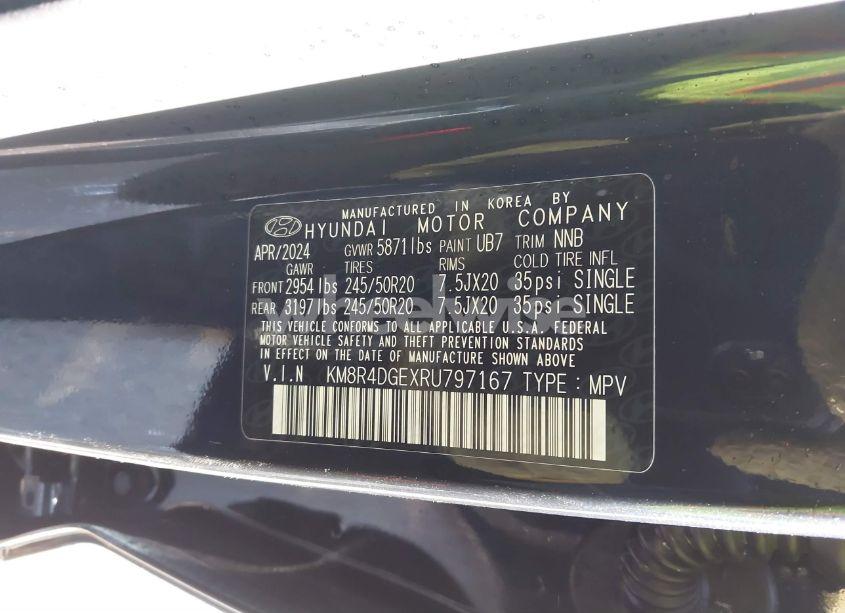 MANUFACTURED IN KOREA BY
HYUNDAI MOTOR COMPANY
APR/2024 GVWR 5871lbs PAINT UB7 TRIM NNB
GAWR TIRES RIMS COLD TIRE INFL
FRONT 2954lbs 245/50R20 7.5JX20 35psi SINGLE
REAR 3197lbs 245/50R20 7.5JX20 35psi SINGLE
THIS VEHICLE CONFORMS TO ALL APPLICABLE U.S.A FEDERAL
MOTOR VEHICLE SAFETY AND THEFT PREVENTION STANDARDS
IN EFFECT ON THE DATE OF MANUFACTURE SHOWN ABOVE
V.I.N KM8R4DGEXRU797167 TYPE : MPV
wheelwise